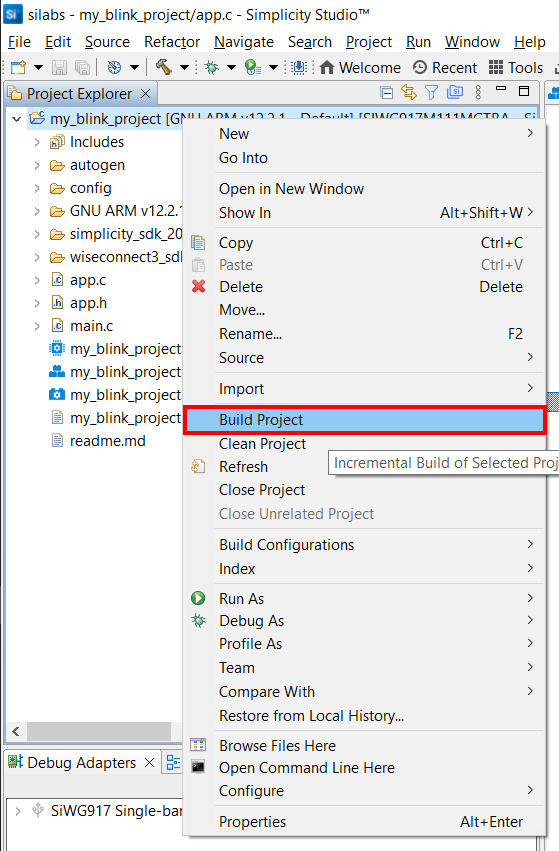 silabs - my_blink_project/app.c - Simplicity Studio™
File Edit Source Refactor Navigate Search Project Run Window Help
Welcome Recent Tools
Project Explorer
my_blink_project [GNU ARM v12.2.1 - Default] [SIWG917M111MGTBA - Si
Includes
autogen
config
GNU ARM v12.2.1
simplicity_sdk_20
wiseconnect3_sdk
app.c
app.h
main.c
my_blink_project
my_blink_project
my_blink_project
my_blink_project
readme.md
New
Go Into
Open in New Window
Show In Alt+Shift+W
Copy Ctrl+C
Paste Ctrl+V
Delete Delete
Move...
Rename... F2
Source
Import
Build Project
Clean Project
Incremental Build of Selected Proj
Refresh
Close Project
Close Unrelated Project
Build Configurations
Index
Run As
Debug As
Profile As
Team
Compare With
Restore from Local History...
Browse Files Here
Open Command Line Here
Configure
Properties Alt+Enter
Debug Adapters
SiWG917 Single-ban